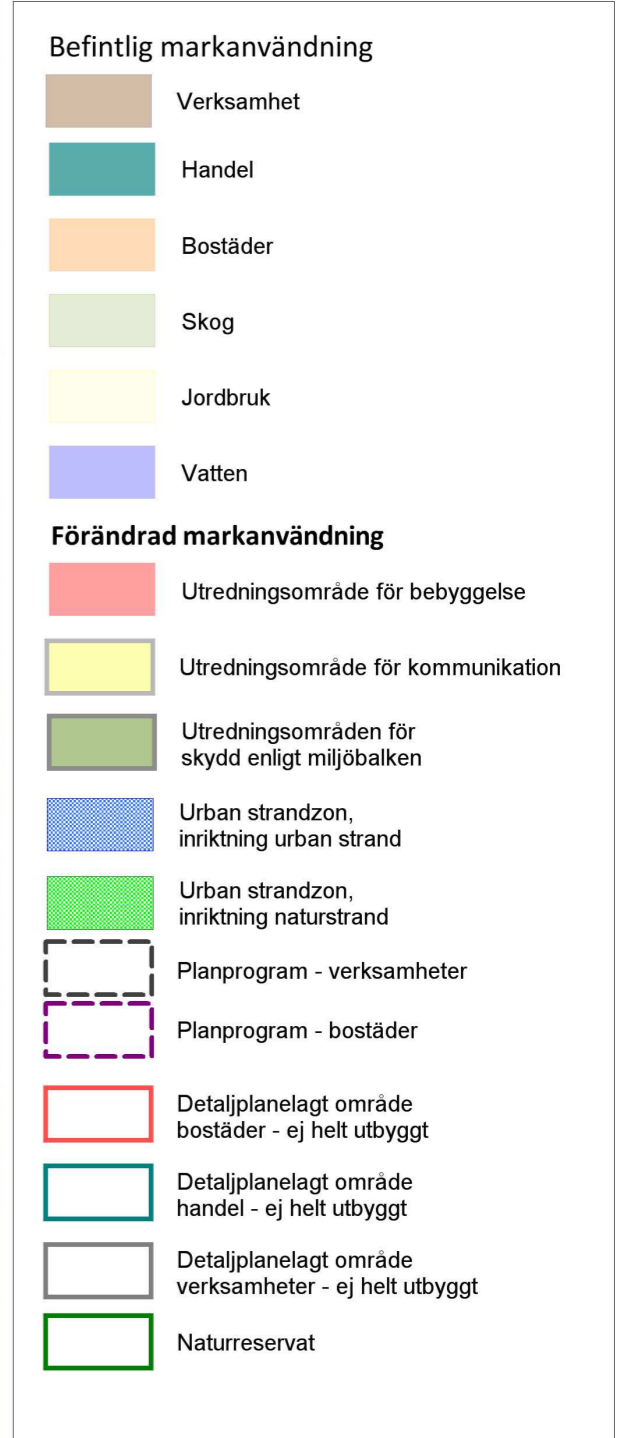 Befintlig markanvändning
Verksamhet
Handel
Bostäder
Skog
Jordbruk
Vatten
Förändrad markanvändning
Utredningsområde för bebyggelse
Utredningsområde för kommunikation
Utredningsområden för
skydd enligt miljöbalken
Urban strandzon,
inriktning urban strand
Urban strandzon,
inriktning naturstrand
Planprogram - verksamheter
Planprogram - bostäder
Detaljplanelagt område
bostäder - ej helt utbyggt
Detaljplanelagt område
handel - ej helt utbyggt
Detaljplanelagt område
verksamheter - ej helt utbyggt
Naturreservat